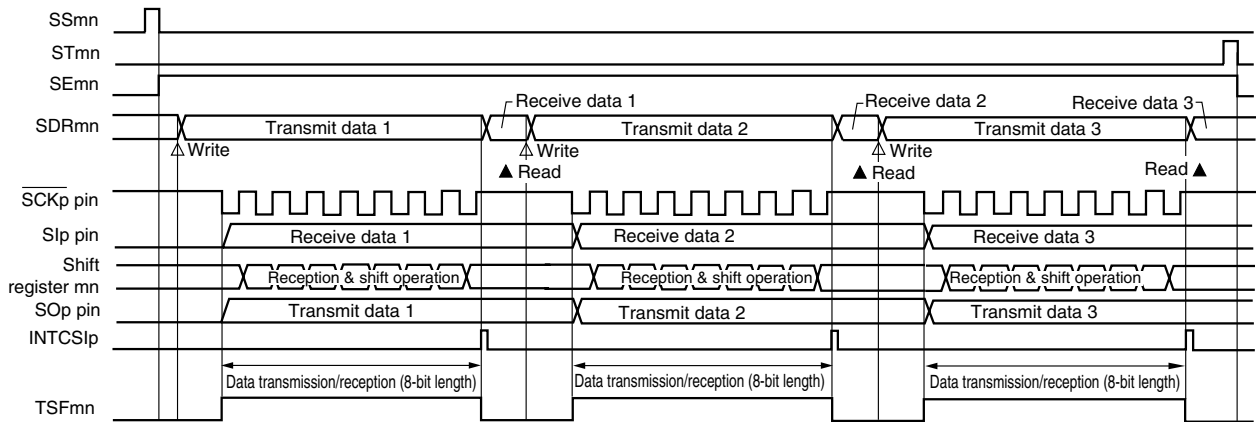 SSmn
STmn
SEmn
Receive data 1
Receive data 2
Receive data 3
SDRmn
Transmit data 1
Transmit data 2
Transmit data 3
Write
Write
Write
▲ Read
▲ Read
Read ▲
SCKp pin
SIp pin
Receive data 1
Receive data 2
Receive data 3
Shift
register mn
Reception & shift operation
Reception & shift operation
Reception & shift operation
SOp pin
Transmit data 1
Transmit data 2
Transmit data 3
INTCSIp
Data transmission/reception (8-bit length)
Data transmission/reception (8-bit length)
Data transmission/reception (8-bit length)
TSFmn